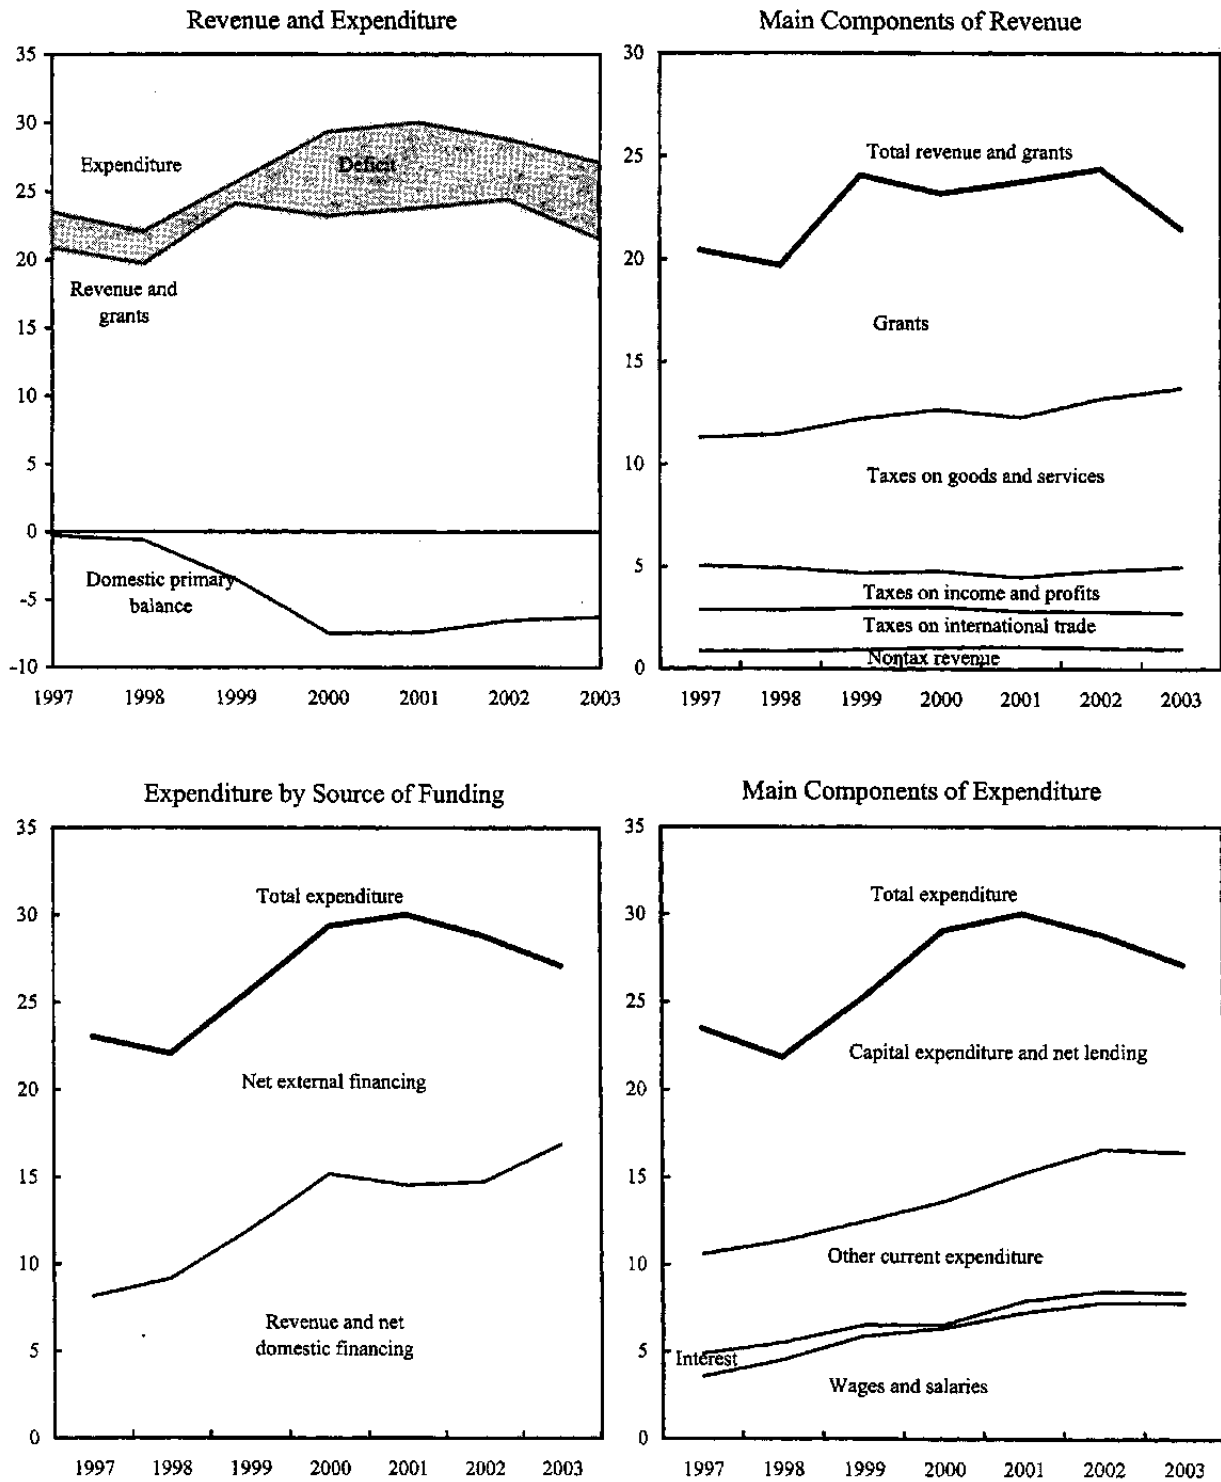 Revenue and Expenditure
35
30
25
20
15
10
5
0
-5
-10
Expenditure
Deficit
Revenue and
grants
Domestic primary
balance
1997 1998 1999 2000 2001 2002 2003
Main Components of Revenue
30
25
20
15
10
5
0
Total revenue and grants
Grants
Taxes on goods and services
Taxes on income and profits
Taxes on international trade
Nontax revenue
1997 1998 1999 2000 2001 2002 2003
Expenditure by Source of Funding
35
30
25
20
15
10
5
0
Total expenditure
Net external financing
Revenue and net
domestic financing
1997 1998 1999 2000 2001 2002 2003
Main Components of Expenditure
35
30
25
20
15
10
5
0
Total expenditure
Capital expenditure and net lending
Other current expenditure
Interest
Wages and salaries
1997 1998 1999 2000 2001 2002 2003